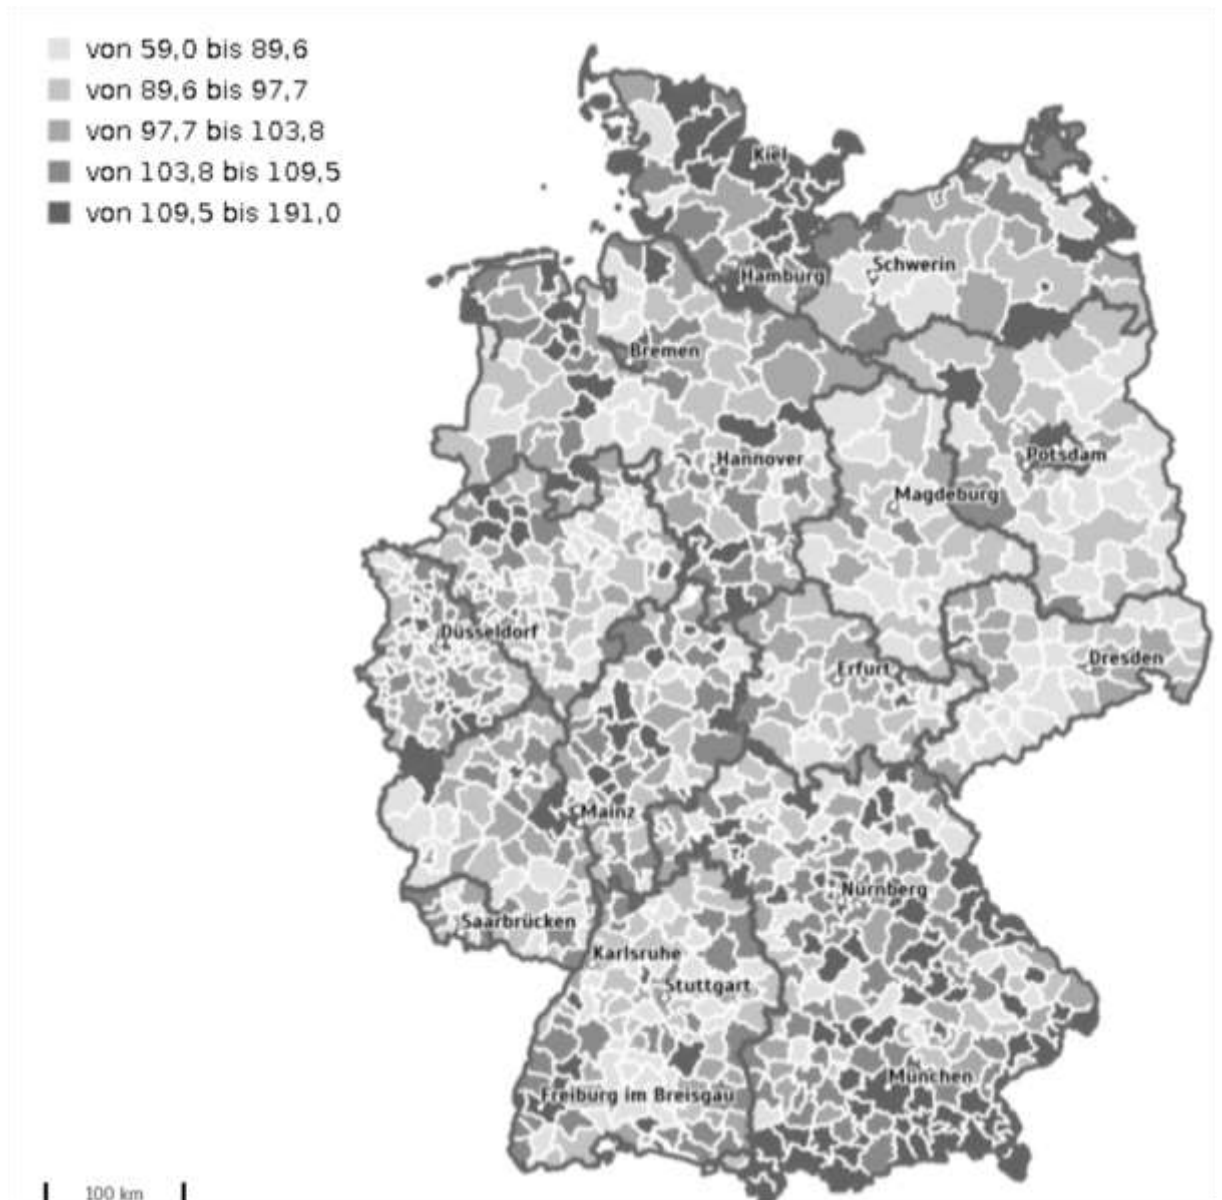 von 59,0 bis 89,6
von 89,6 bis 97,7
von 97,7 bis 103,8
von 103,8 bis 109,5
von 109,5 bis 191,0
Kiel
Schwerin
Hamburg
Bremen
Potsdam
Hannover
Magdeburg
Düsseldorf
Dresden
Erfurt
Mainz
Nürnberg
Saarbrücken
Karlsruhe
Stuttgart
München
Freiburg im Breisgau
100 km